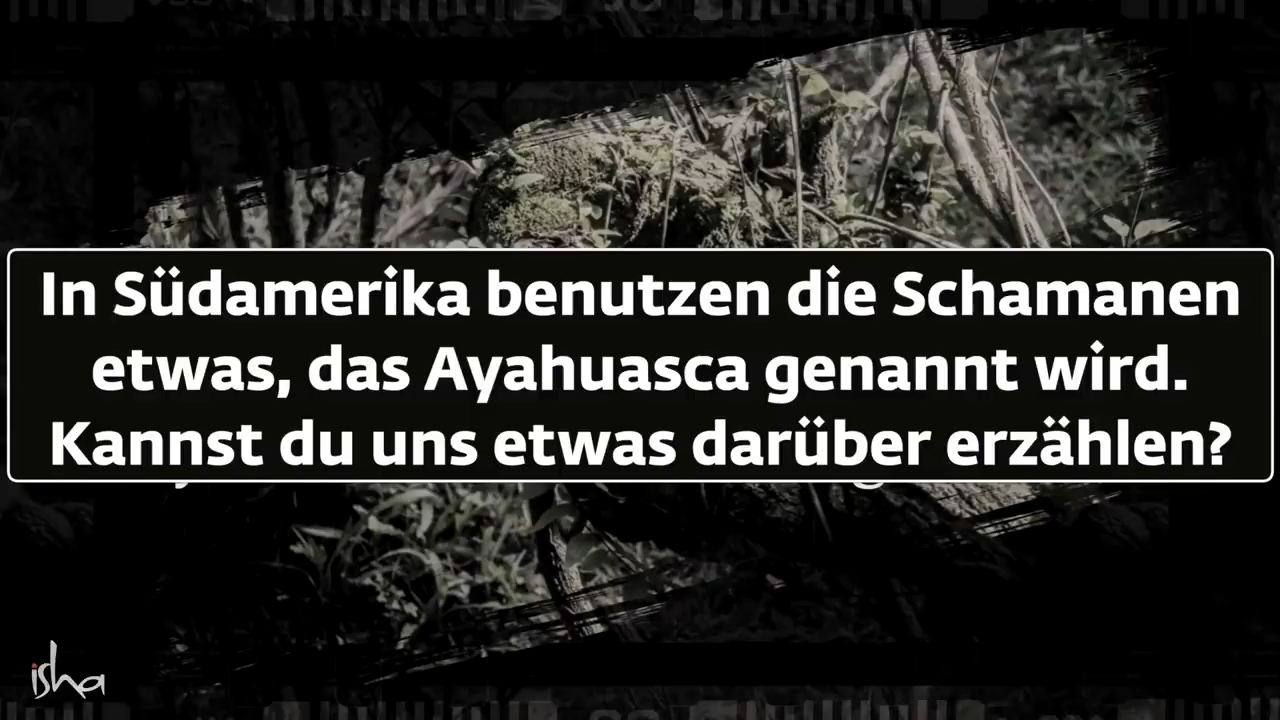 In Südamerika benutzen die Schamanen
etwas, das Ayahuasca genannt wird.
Kannst du uns etwas darüber erzählen?
isha